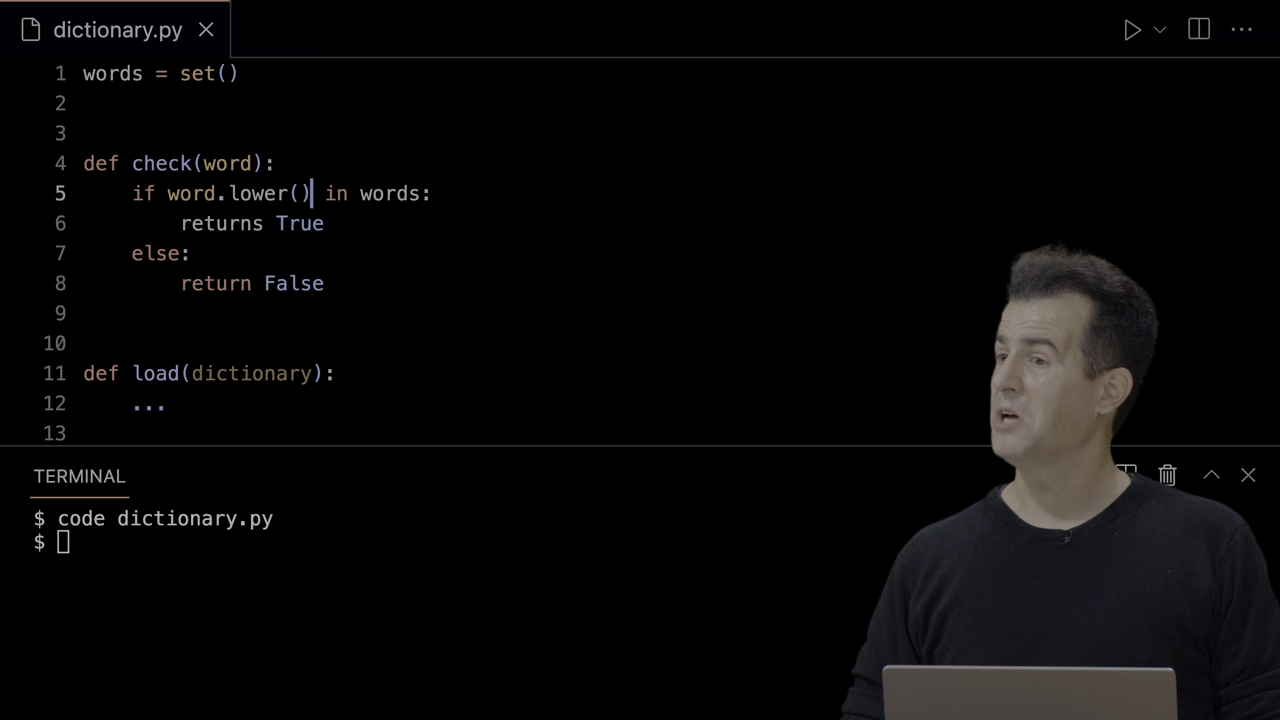 dictionary.py
1 words = set()
2
3
4 def check(word):
5 if word.lower() in words:
6 returns True
7 else:
8 return False
9
10
11 def load(dictionary):
12 ...
13
TERMINAL
$ code dictionary.py
$